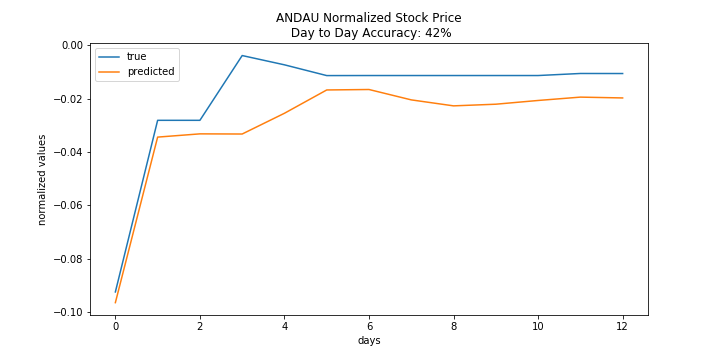 ANDAU Normalized Stock Price
Day to Day Accuracy: 42%
true
predicted
normalized values
0.00
−0.02
−0.04
−0.06
−0.08
−0.10
0 2 4 6 8 10 12
days